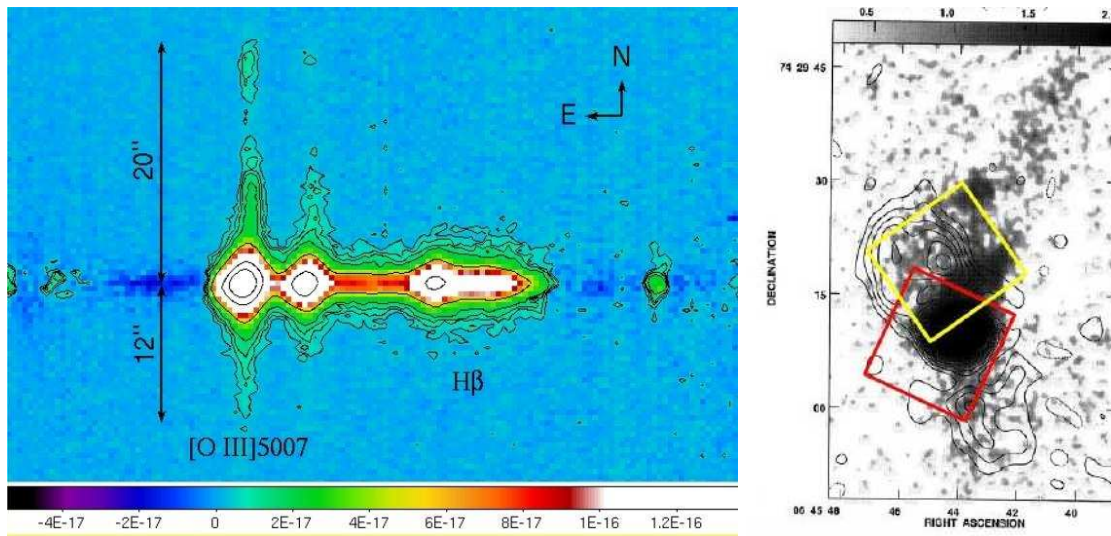 N
E
20"
12"
Hβ
[O III]5007
-4E-17 -2E-17 0 2E-17 4E-17 6E-17 8E-17 1E-16 1.2E-16
0.5 1.0 1.5 2.
74 29 45
30
15
00
DECLINATION
06 45 48 46 44 42 40
RIGHT ASCENSION